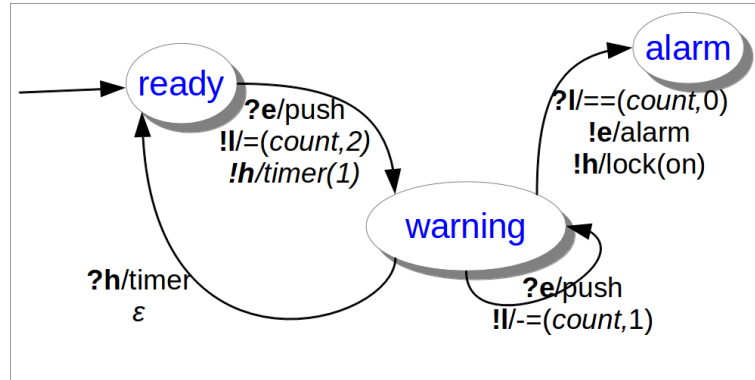 ready
?e/push
!l/=(count,2)
!h/timer(1)
alarm
?l/==(count,0)
!e/alarm
!h/lock(on)
warning
?h/timer
ε
?e/push
!l/-=(count,1)